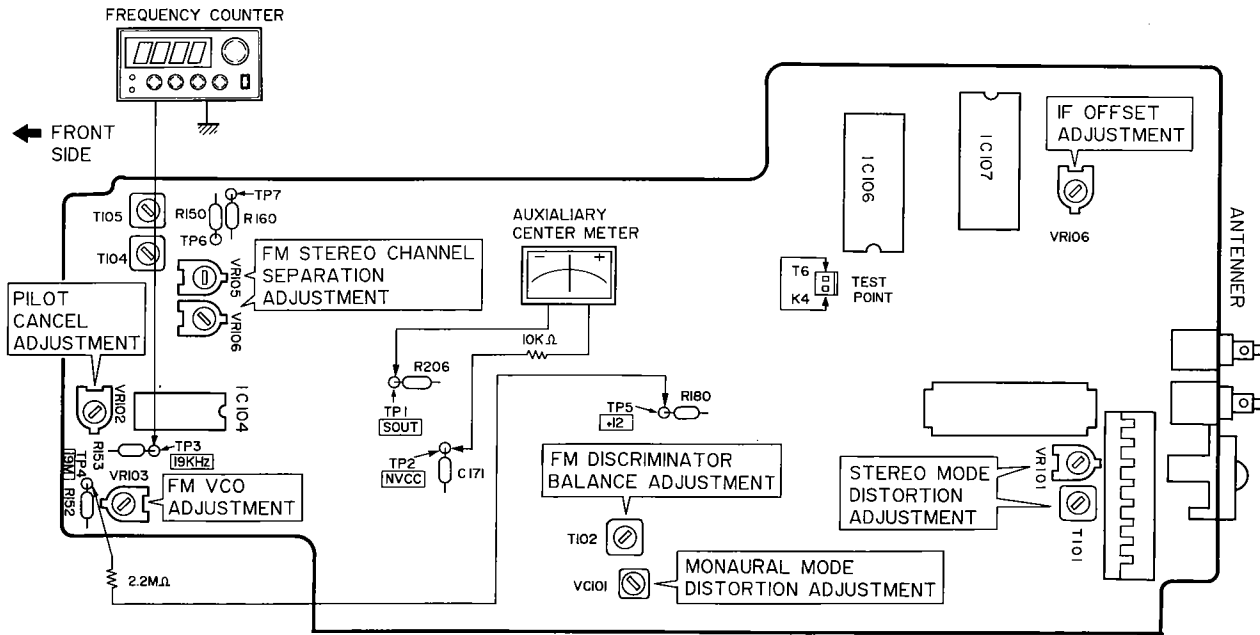 FREQUENCY COUNTER
FRONT
SIDE
T105
T104
R150
TP7
R160
TP6
FM STEREO CHANNEL
SEPARATION
ADJUSTMENT
VR105
VR106
PILOT
CANCEL
ADJUSTMENT
VR102
IC104
R153
TP3
19KHz
TP4
19M
R152
VR103
FM VCO
ADJUSTMENT
2.2MΩ
AUXIALIARY
CENTER METER
− +
10KΩ
R206
TP1
SOUT
TP2
NVCC
C171
TP5
+12
R180
FM DISCRIMINATOR
BALANCE ADJUSTMENT
T102
VC101
MONAURAL MODE
DISTORTION ADJUSTMENT
IC106
IC107
IF OFFSET
ADJUSTMENT
VR106
T6
K4
TEST
POINT
ANTENNER
STEREO MODE
DISTORTION
ADJUSTMENT
VR101
T101